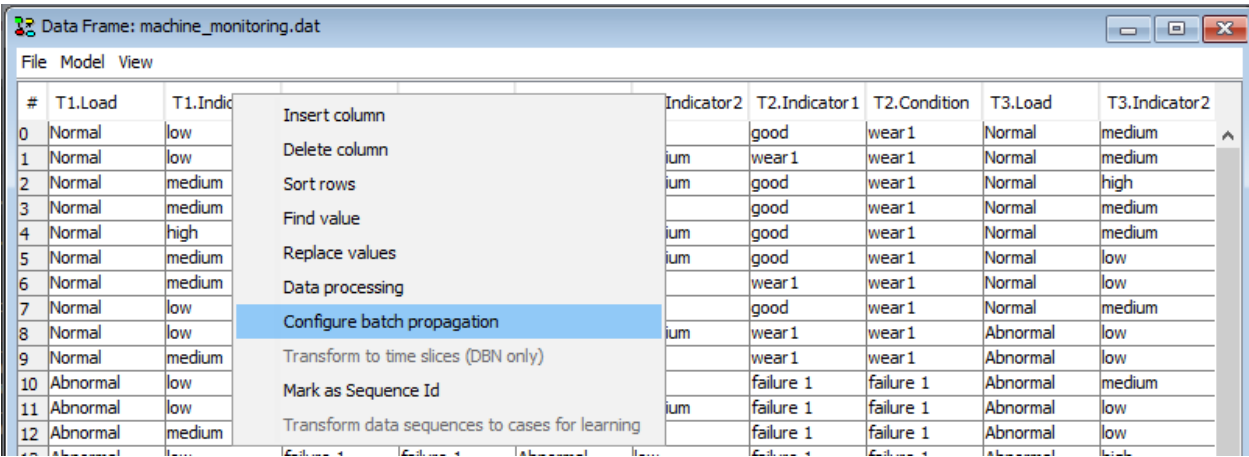 Data Frame: machine_monitoring.dat
File Model View
# T1.Load T1.Indic Indicator2 T2.Indicator1 T2.Condition T3.Load T3.Indicator2
0 Normal low good wear1 Normal medium
1 Normal low ium wear1 wear1 Normal medium
2 Normal medium ium good wear1 Normal high
3 Normal medium good wear1 Normal medium
4 Normal high ium good wear1 Normal medium
5 Normal medium ium good wear1 Normal low
6 Normal medium wear1 wear1 Normal low
7 Normal low good wear1 Normal medium
8 Normal low ium wear1 wear1 Abnormal low
9 Normal medium wear1 wear1 Abnormal low
10 Abnormal low failure 1 failure 1 Abnormal medium
11 Abnormal low ium failure 1 failure 1 Abnormal low
12 Abnormal medium failure 1 failure 1 Abnormal low
Insert column
Delete column
Sort rows
Find value
Replace values
Data processing
Configure batch propagation
Transform to time slices (DBN only)
Mark as Sequence Id
Transform data sequences to cases for learning